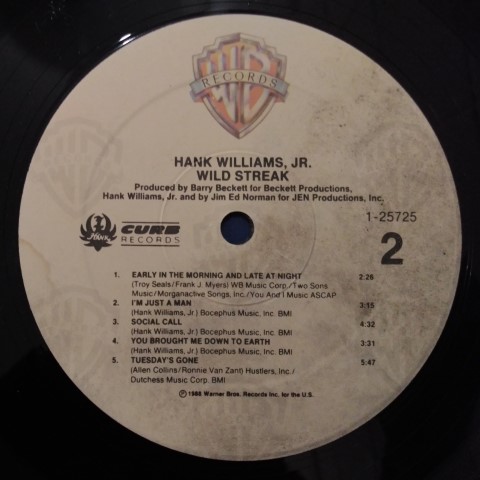 WB
RECORDS
HANK WILLIAMS, JR.
WILD STREAK
Produced by Barry Beckett for Beckett Productions,
Hank Williams, Jr. and by Jim Ed Norman for JEN Productions, Inc.
1-25725
2
HANK
CURB
RECORDS
1. EARLY IN THE MORNING AND LATE AT NIGHT 2:26
(Troy Seals/Frank J. Myers) WB Music Corp./Two Sons
Music/Morganactive Songs, Inc./You And I Music ASCAP
2. I'M JUST A MAN 3:15
(Hank Williams, Jr.) Bocephus Music, Inc. BMI
3. SOCIAL CALL 4:32
(Hank Williams, Jr.) Bocephus Music, Inc. BMI
4. YOU BROUGHT ME DOWN TO EARTH 3:31
(Hank Williams, Jr.) Bocephus Music, Inc. BMI
5. TUESDAY'S GONE 5:47
(Allen Collins/Ronnie Van Zant) Hustlers, Inc./
Dutchess Music Corp. BMI
℗ 1988 Warner Bros. Records Inc. for the U.S.